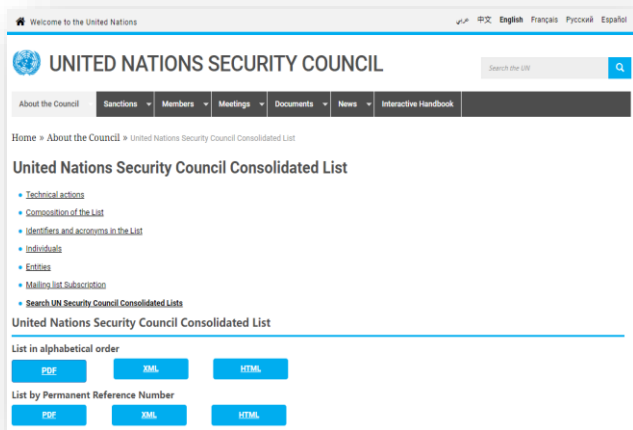 Welcome to the United Nations
عربي 中文 English Français Русский Español
UNITED NATIONS SECURITY COUNCIL
Search the UN
About the Council Sanctions Members Meetings Documents News Interactive Handbook
Home » About the Council » United Nations Security Council Consolidated List
United Nations Security Council Consolidated List
Technical actions
Composition of the List
Identifiers and acronyms in the List
Individuals
Entities
Mailing list Subscription
Search UN Security Council Consolidated Lists
United Nations Security Council Consolidated List
List in alphabetical order
PDF XML HTML
List by Permanent Reference Number
PDF XML HTML